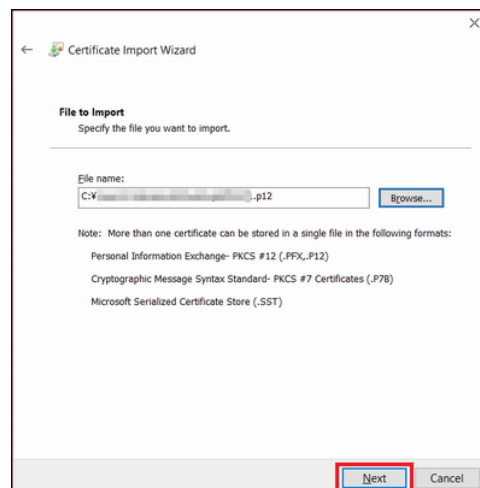 Certificate Import Wizard
File to Import
Specify the file you want to import.
File name:
C:¥ .p12
Browse...
Note: More than one certificate can be stored in a single file in the following formats:
Personal Information Exchange- PKCS #12 (.PFX,.P12)
Cryptographic Message Syntax Standard- PKCS #7 Certificates (.P7B)
Microsoft Serialized Certificate Store (.SST)
Next Cancel